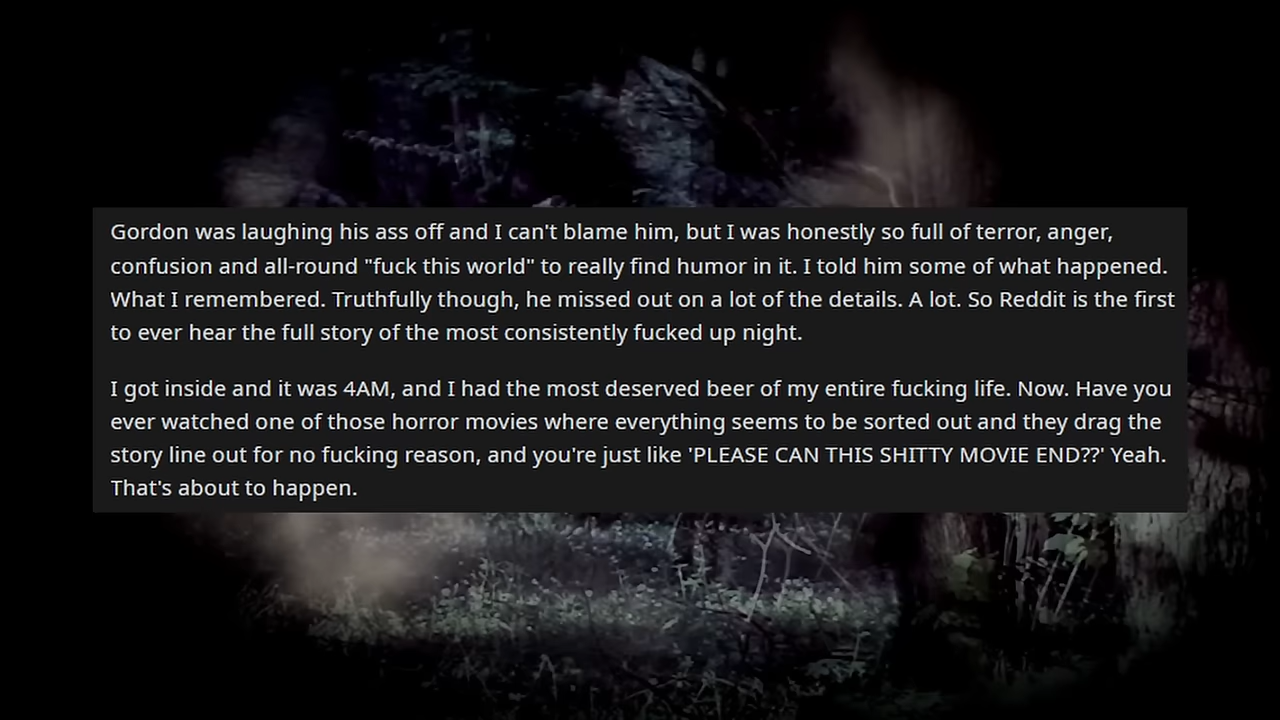 Gordon was laughing his ass off and I can't blame him, but I was honestly so full of terror, anger,
confusion and all-round "fuck this world" to really find humor in it. I told him some of what happened.
What I remembered. Truthfully though, he missed out on a lot of the details. A lot. So Reddit is the first
to ever hear the full story of the most consistently fucked up night.
I got inside and it was 4AM, and I had the most deserved beer of my entire fucking life. Now. Have you
ever watched one of those horror movies where everything seems to be sorted out and they drag the
story line out for no fucking reason, and you're just like 'PLEASE CAN THIS SHITTY MOVIE END??' Yeah.
That's about to happen.